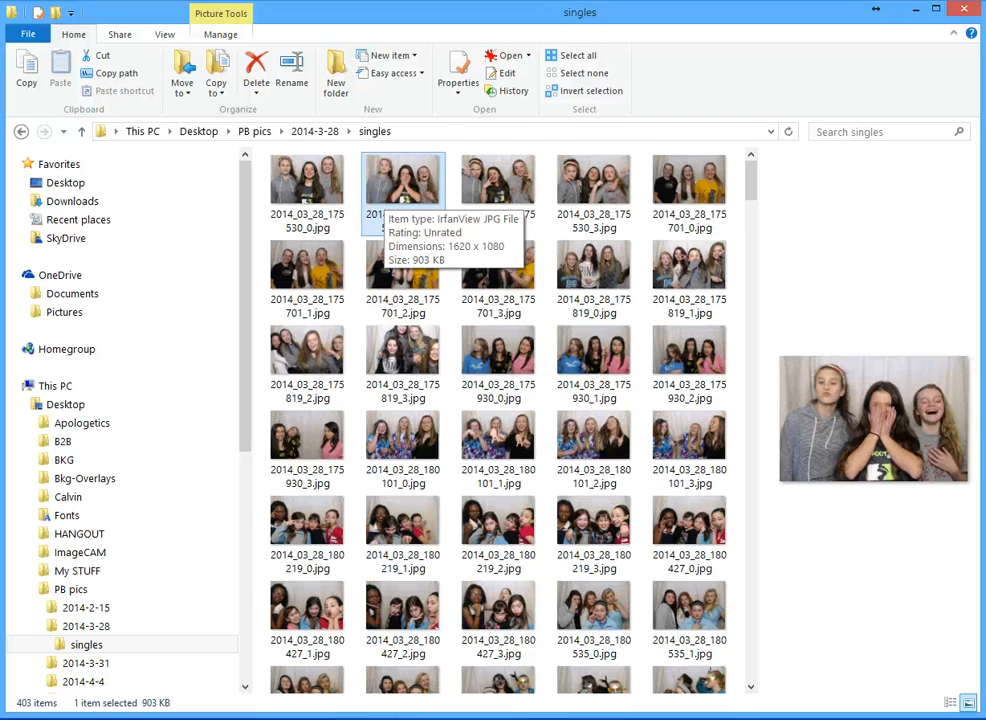 Picture Tools
singles
File
Home
Share
View
Manage
Copy
Paste
Cut
Copy path
Paste shortcut
Clipboard
Move to
Copy to
Delete
Rename
Organize
New folder
New item
Easy access
New
Properties
Open
Edit
History
Open
Select all
Select none
Invert selection
Select
This PC
Desktop
PB pics
2014-3-28
singles
Search singles
Favorites
Desktop
Downloads
Recent places
SkyDrive
OneDrive
Documents
Pictures
Homegroup
This PC
Desktop
Apologetics
B2B
BKG
Bkg-Overlays
Calvin
Fonts
HANGOUT
ImageCAM
My STUFF
PB pics
2014-2-15
2014-3-28
singles
2014-3-31
2014-4-4
2014_03_28_175
530_0.jpg
Item type: IrfanView JPG File
Rating: Unrated
Dimensions: 1620 x 1080
Size: 903 KB
2014_03_28_175
530_3.jpg
2014_03_28_175
701_0.jpg
2014_03_28_175
701_1.jpg
2014_03_28_175
701_2.jpg
2014_03_28_175
701_3.jpg
2014_03_28_175
819_0.jpg
2014_03_28_175
819_1.jpg
2014_03_28_175
819_2.jpg
2014_03_28_175
819_3.jpg
2014_03_28_175
930_0.jpg
2014_03_28_175
930_1.jpg
2014_03_28_175
930_2.jpg
2014_03_28_175
930_3.jpg
2014_03_28_180
101_0.jpg
2014_03_28_180
101_1.jpg
2014_03_28_180
101_2.jpg
2014_03_28_180
101_3.jpg
2014_03_28_180
219_0.jpg
2014_03_28_180
219_1.jpg
2014_03_28_180
219_2.jpg
2014_03_28_180
219_3.jpg
2014_03_28_180
427_0.jpg
2014_03_28_180
427_1.jpg
2014_03_28_180
427_2.jpg
2014_03_28_180
427_3.jpg
2014_03_28_180
535_0.jpg
2014_03_28_180
535_1.jpg
403 items
1 item selected 903 KB